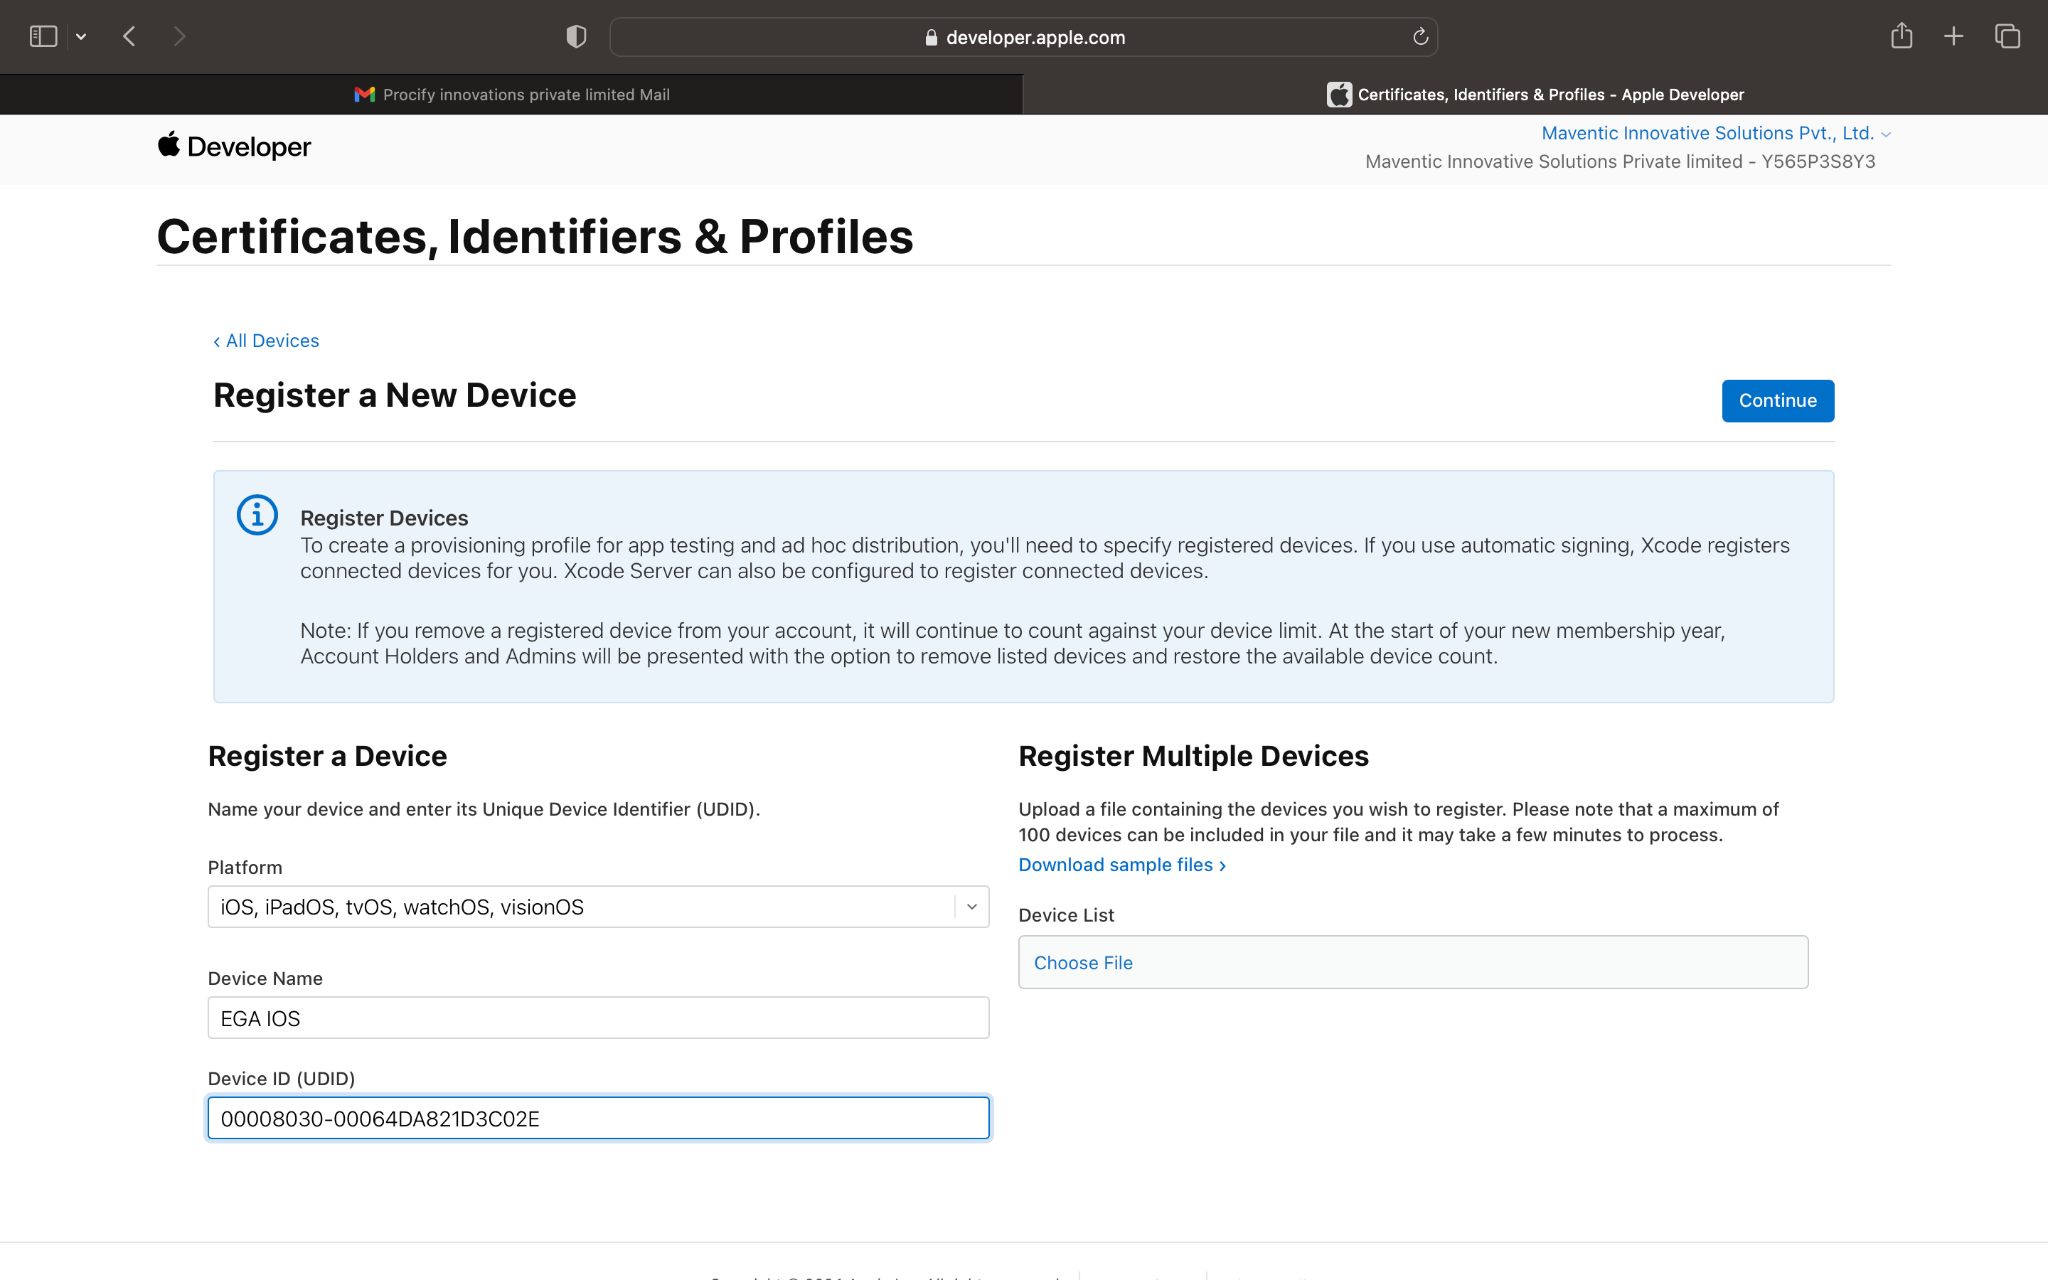 developer.apple.com
Procify innovations private limited Mail
Certificates, Identifiers & Profiles - Apple Developer
Developer
Maventic Innovative Solutions Pvt., Ltd.
Maventic Innovative Solutions Private limited - Y565P3S8Y3
Certificates, Identifiers & Profiles
‹ All Devices
Register a New Device
Continue
Register Devices
To create a provisioning profile for app testing and ad hoc distribution, you'll need to specify registered devices. If you use automatic signing, Xcode registers
connected devices for you. Xcode Server can also be configured to register connected devices.
Note: If you remove a registered device from your account, it will continue to count against your device limit. At the start of your new membership year,
Account Holders and Admins will be presented with the option to remove listed devices and restore the available device count.
Register a Device
Name your device and enter its Unique Device Identifier (UDID).
Platform
iOS, iPadOS, tvOS, watchOS, visionOS
Device Name
EGA IOS
Device ID (UDID)
00008030-00064DA821D3C02E
Register Multiple Devices
Upload a file containing the devices you wish to register. Please note that a maximum of
100 devices can be included in your file and it may take a few minutes to process.
Download sample files ›
Device List
Choose File